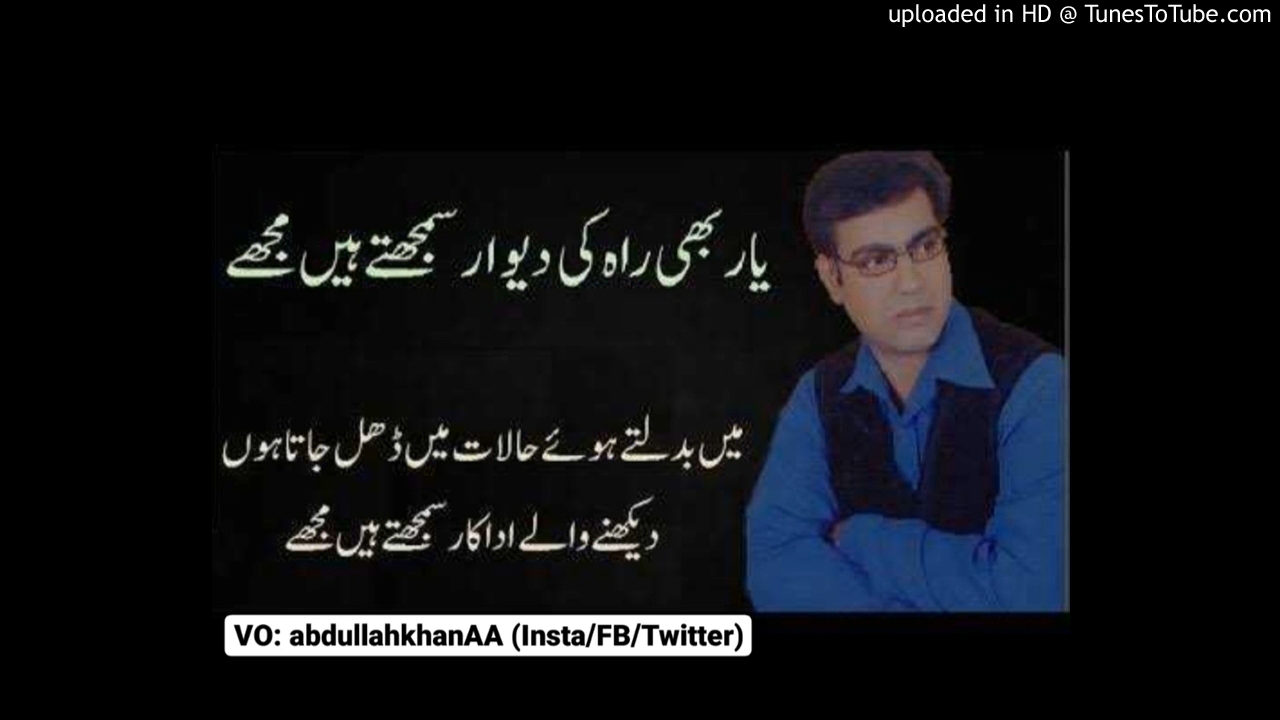 uploaded in HD @ TunesToTube.com
یار بھی راہ کی دیوار سمجھتے ہیں مجھے
میں بدلتے ہوئے حالات میں ڈھل جاتا ہوں
دیکھنے والے اداکار سمجھتے ہیں مجھے
VO: abdullahkhanAA (Insta/FB/Twitter)